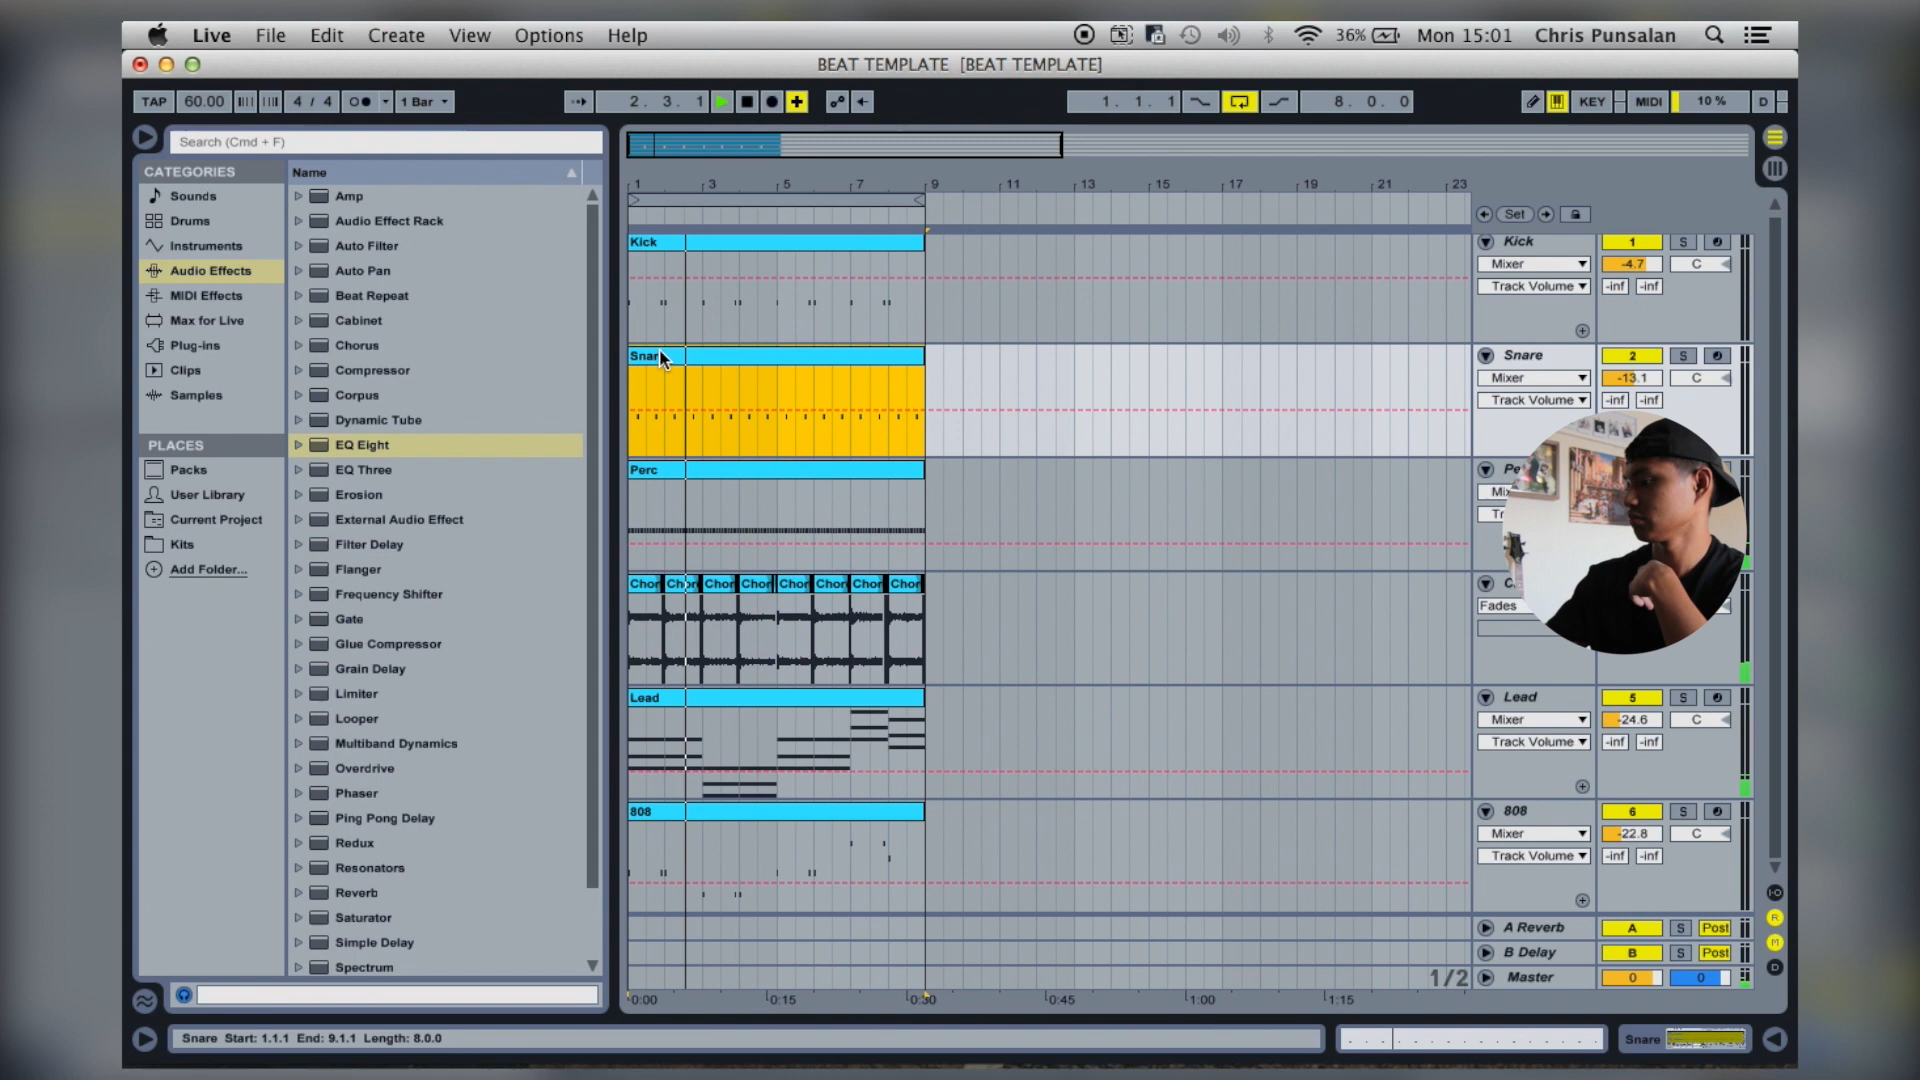 Live File Edit Create View Options Help 36% Mon 15:01 Chris Punsalan
BEAT TEMPLATE [BEAT TEMPLATE]
TAP 60.00 4 / 4 1 Bar 2. 3. 1 1. 1. 1 8. 0. 0 KEY MIDI 10 % D
Search (Cmd + F)
CATEGORIES
Sounds
Drums
Instruments
Audio Effects
MIDI Effects
Max for Live
Plug-ins
Clips
Samples
PLACES
Packs
User Library
Current Project
Kits
Add Folder...
Name
Amp
Audio Effect Rack
Auto Filter
Auto Pan
Beat Repeat
Cabinet
Chorus
Compressor
Corpus
Dynamic Tube
EQ Eight
EQ Three
Erosion
External Audio Effect
Filter Delay
Flanger
Frequency Shifter
Gate
Glue Compressor
Grain Delay
Limiter
Looper
Multiband Dynamics
Overdrive
Phaser
Ping Pong Delay
Redux
Resonators
Reverb
Saturator
Simple Delay
Spectrum
1 3 5 7 9 11 13 15 17 19 21 23
Set
Kick
Kick 1 S
Mixer -4.7 C
Track Volume -inf -inf
Snar
Snare 2 S
Mixer -13.1 C
Track Volume -inf -inf
Perc
Chor Chor Chor Chor Chor Chor Chor Chor
Fades
Lead
Lead 5 S
Mixer -24.6 C
Track Volume -inf -inf
808
808 6 S
Mixer -22.8 C
Track Volume -inf -inf
A Reverb A S Post
B Delay B S Post
1/2 Master 0 0
0:00 0:15 0:30 0:45 1:00 1:15
I-O
R
M
D
Snare Start: 1.1.1 End: 9.1.1 Length: 8.0.0
Snare